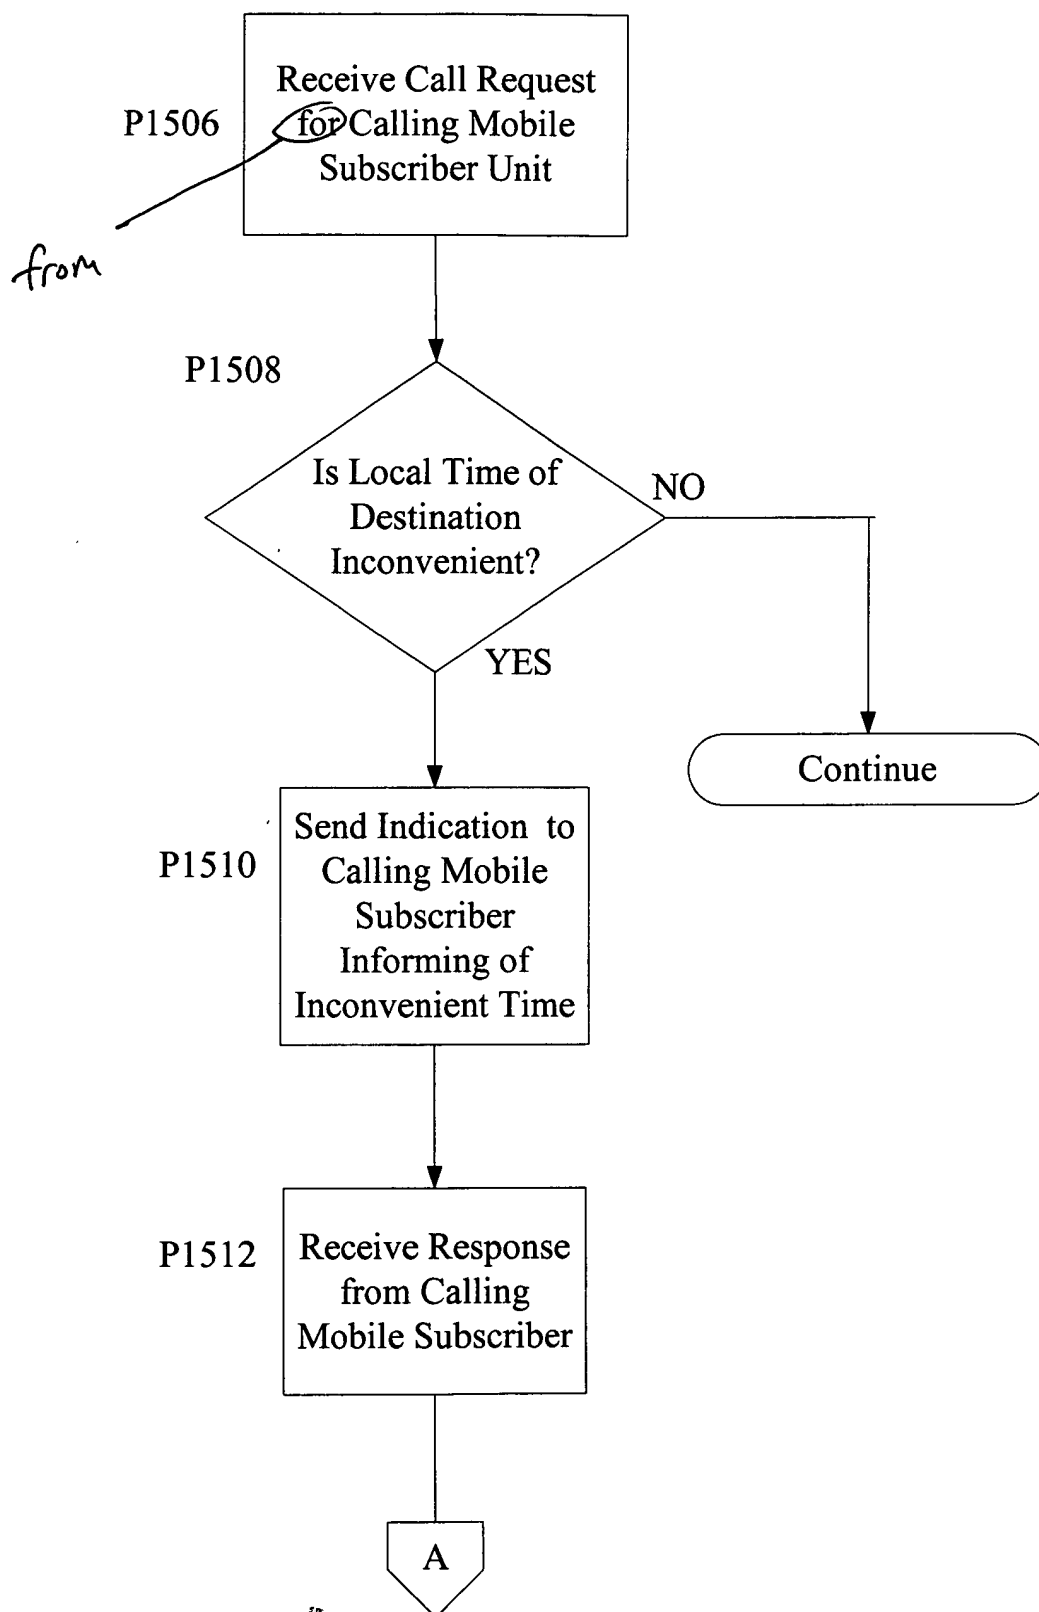 Receive Call Request
P1506
for Calling Mobile
Subscriber Unit
from
P1508
Is Local Time of
Destination
Inconvenient?
NO
YES
Continue
P1510
Send Indication to
Calling Mobile
Subscriber
Informing of
Inconvenient Time
P1512
Receive Response
from Calling
Mobile Subscriber
A